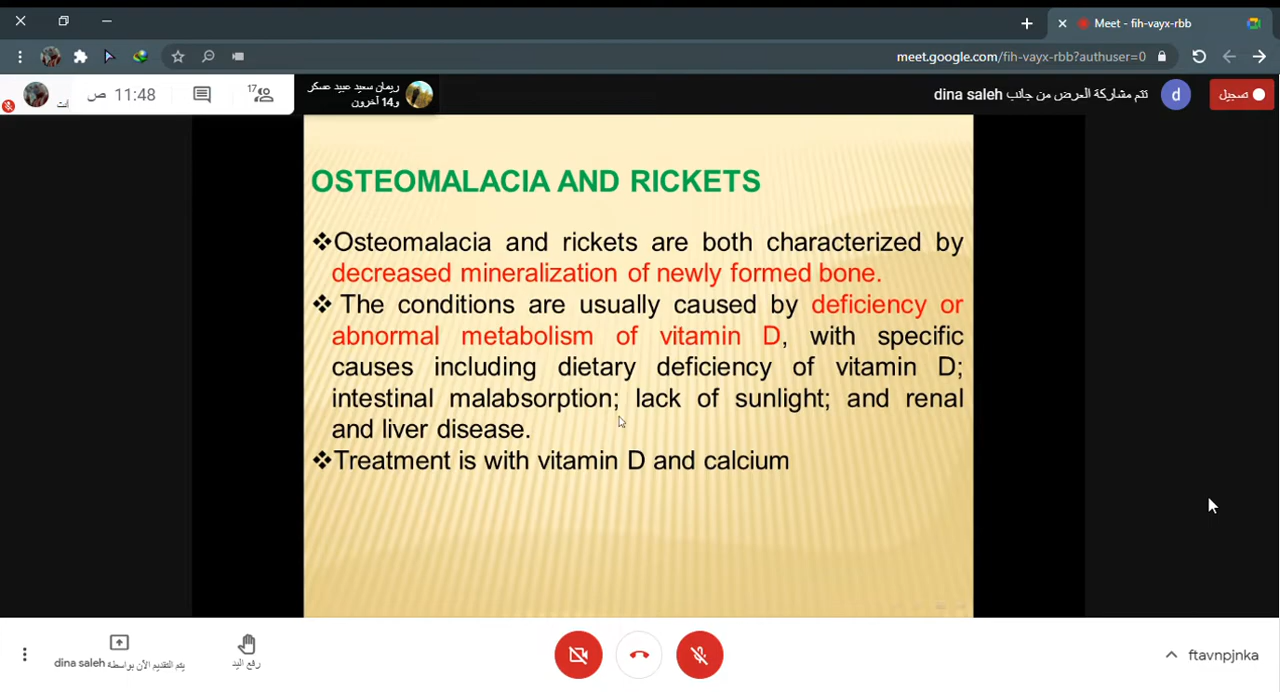 Meet - fih-vayx-rbb
meet.google.com/fih-vayx-rbb?authuser=0
11:48 ص
17
ريمان سعيد عبيد عسكر
و14 آخرون
تتم مشاركة العرض من جانب dina saleh
d
تسجيل
OSTEOMALACIA AND RICKETS
❖Osteomalacia and rickets are both characterized by
decreased mineralization of newly formed bone.
❖ The conditions are usually caused by deficiency or
abnormal metabolism of vitamin D, with specific
causes including dietary deficiency of vitamin D;
intestinal malabsorption; lack of sunlight; and renal
and liver disease.
❖Treatment is with vitamin D and calcium
يتم التقديم الآن بواسطة dina saleh
رفع اليد
ftavnpjnka